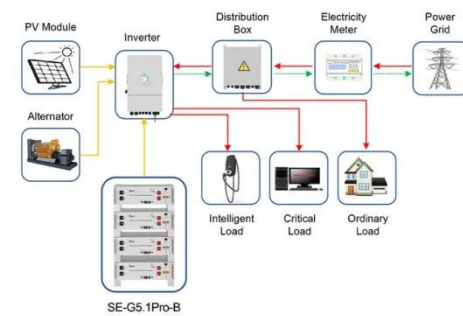 PV Module
Inverter
Distribution
Box
Electricity
Meter
Power
Grid
Alternator
Intelligent
Load
Critical
Load
Ordinary
Load
SE-G5.1Pro-B